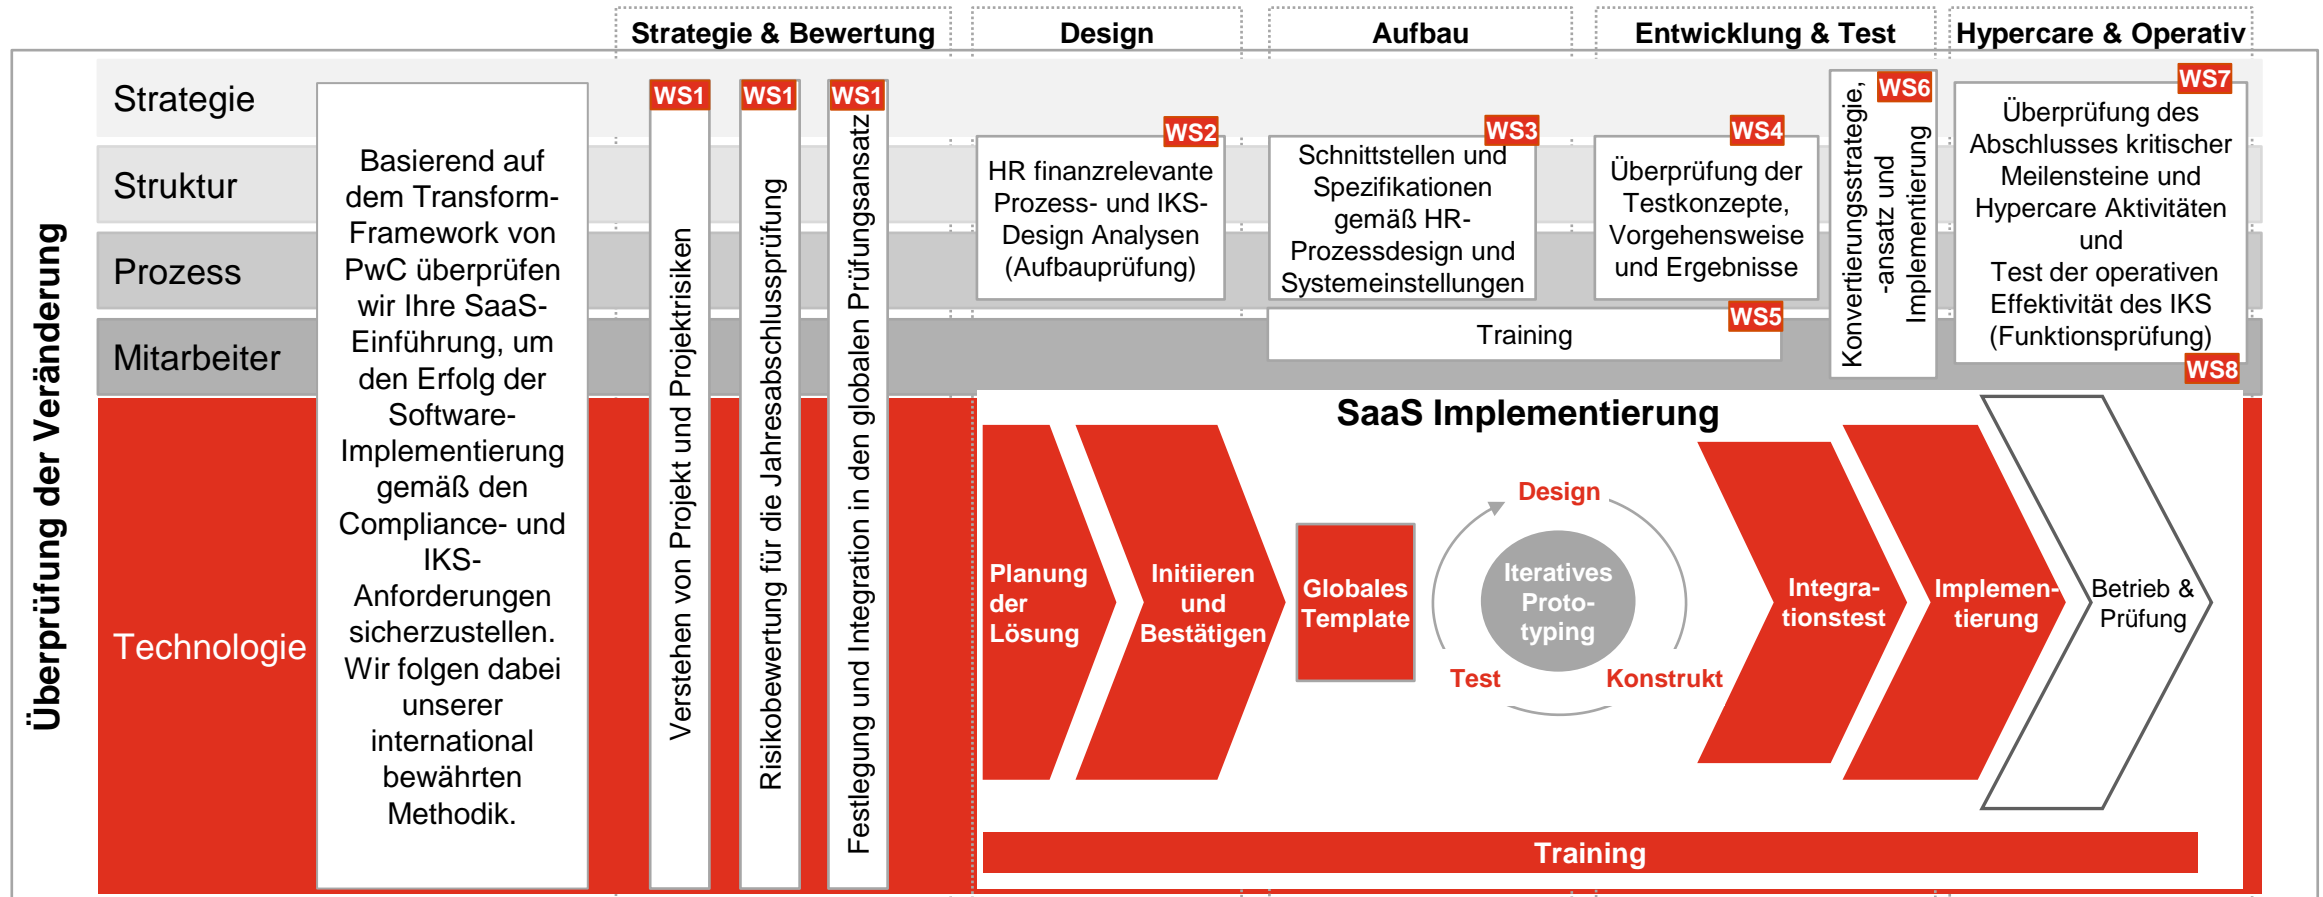 Strategie & Bewertung
Design
Aufbau
Entwicklung & Test
Hypercare & Operativ
Überprüfung der Veränderung
Strategie
Struktur
Prozess
Mitarbeiter
Technologie
Basierend auf
dem Transform-
Framework von
PwC überprüfen
wir Ihre SaaS-
Einführung, um
den Erfolg der
Software-
Implementierung
gemäß den
Compliance- und
IKS-
Anforderungen
sicherzustellen.
Wir folgen dabei
unserer
international
bewährten
Methodik.
WS1
Verstehen von Projekt und Projektrisiken
WS1
Risikobewertung für die Jahresabschlussprüfung
WS1
Festlegung und Integration in den globalen Prüfungsansatz
WS2
HR finanzrelevante
Prozess- und IKS-
Design Analysen
(Aufbauprüfung)
WS3
Schnittstellen und
Spezifikationen
gemäß HR-
Prozessdesign und
Systemeinstellungen
WS4
Überprüfung der
Testkonzepte,
Vorgehensweise
und Ergebnisse
WS5
Training
WS6
Konvertierungsstrategie,
-ansatz und
Implementierung
WS7
Überprüfung des
Abschlusses kritischer
Meilensteine und
Hypercare Aktivitäten
und
Test der operativen
Effektivität des IKS
(Funktionsprüfung)
WS8
SaaS Implementierung
Planung
der
Lösung
Initiieren
und
Bestätigen
Globales
Template
Design
Iteratives
Proto-
typing
Test
Konstrukt
Integra-
tionstest
Implemen-
tierung
Betrieb &
Prüfung
Training